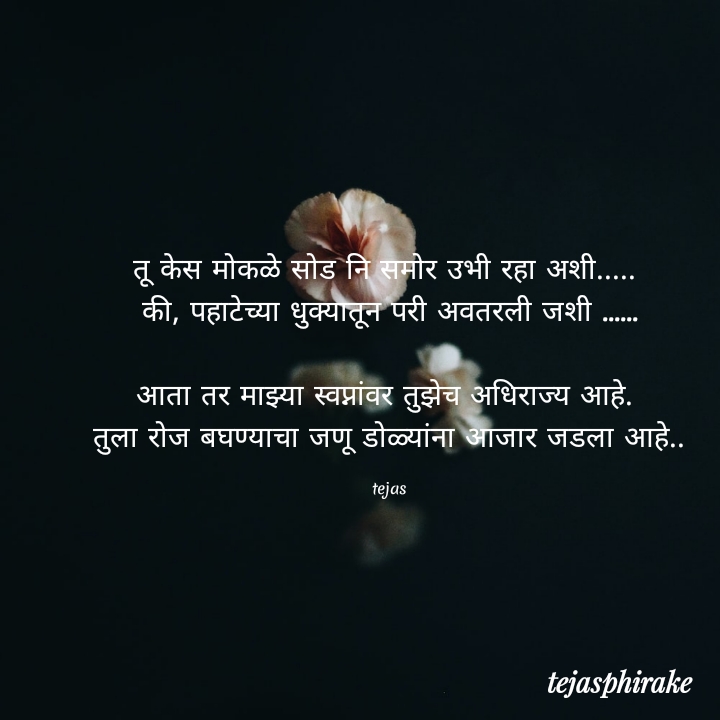 तू केस मोकळे सोड नि समोर उभी रहा अशी.....
की, पहाटेच्या धुक्यातून परी अवतरली जशी ......
आता तर माझ्या स्वप्नांवर तुझेच अधिराज्य आहे.
तुला रोज बघण्याचा जणू डोळ्यांना आजार जडला आहे..
tejas
tejasphirake